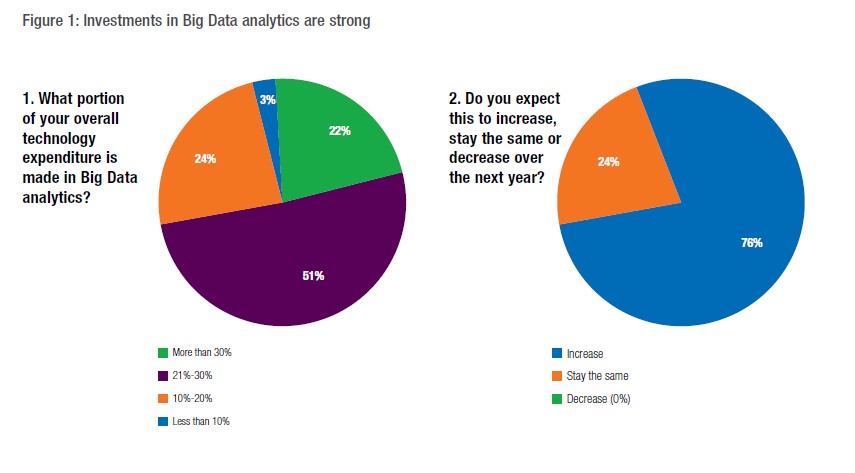 Figure 1: Investments in Big Data analytics are strong
1. What portion
of your overall
technology
expenditure is
made in Big Data
analytics?
3%
22%
24%
51%
More than 30%
21%-30%
10%-20%
Less than 10%
2. Do you expect
this to increase,
stay the same or
decrease over
the next year?
24%
76%
Increase
Stay the same
Decrease (0%)